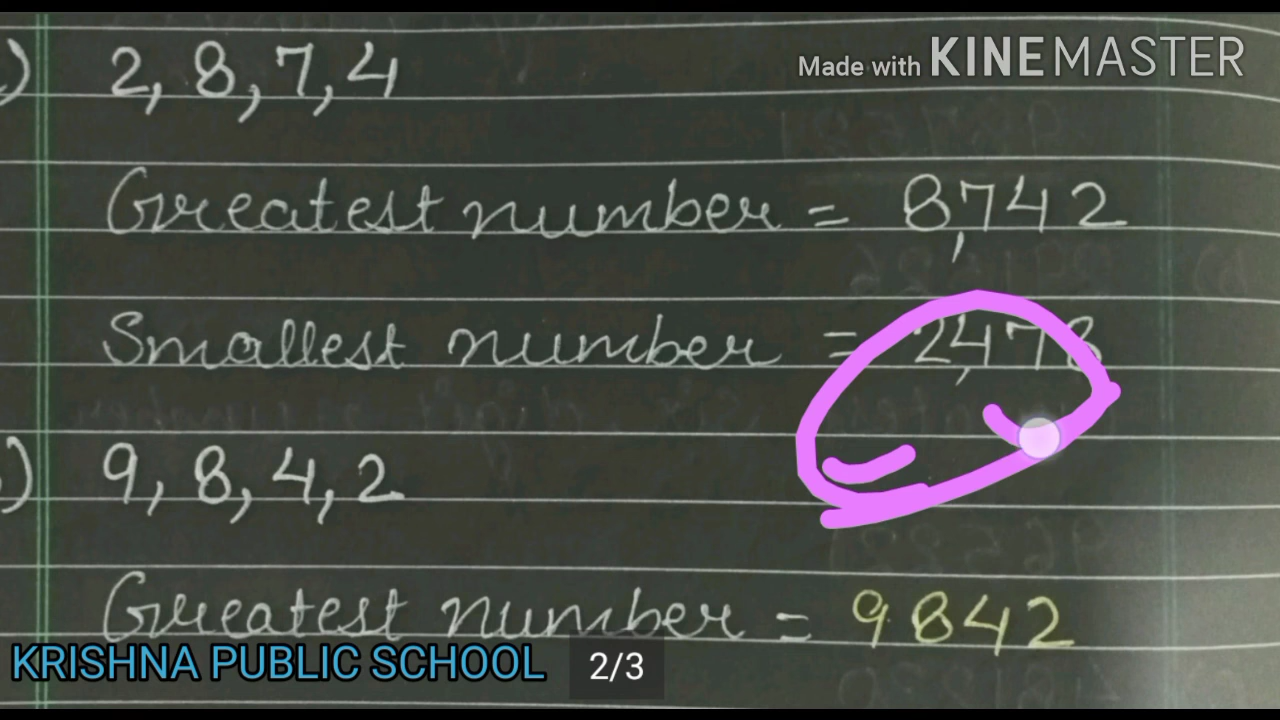 ) 2, 8, 7, 4
Made with KINEMASTER
Greatest number = 8,742
Smallest number = 2,478
) 9, 8, 4, 2
Greatest number = 9842
KRISHNA PUBLIC SCHOOL
2/3